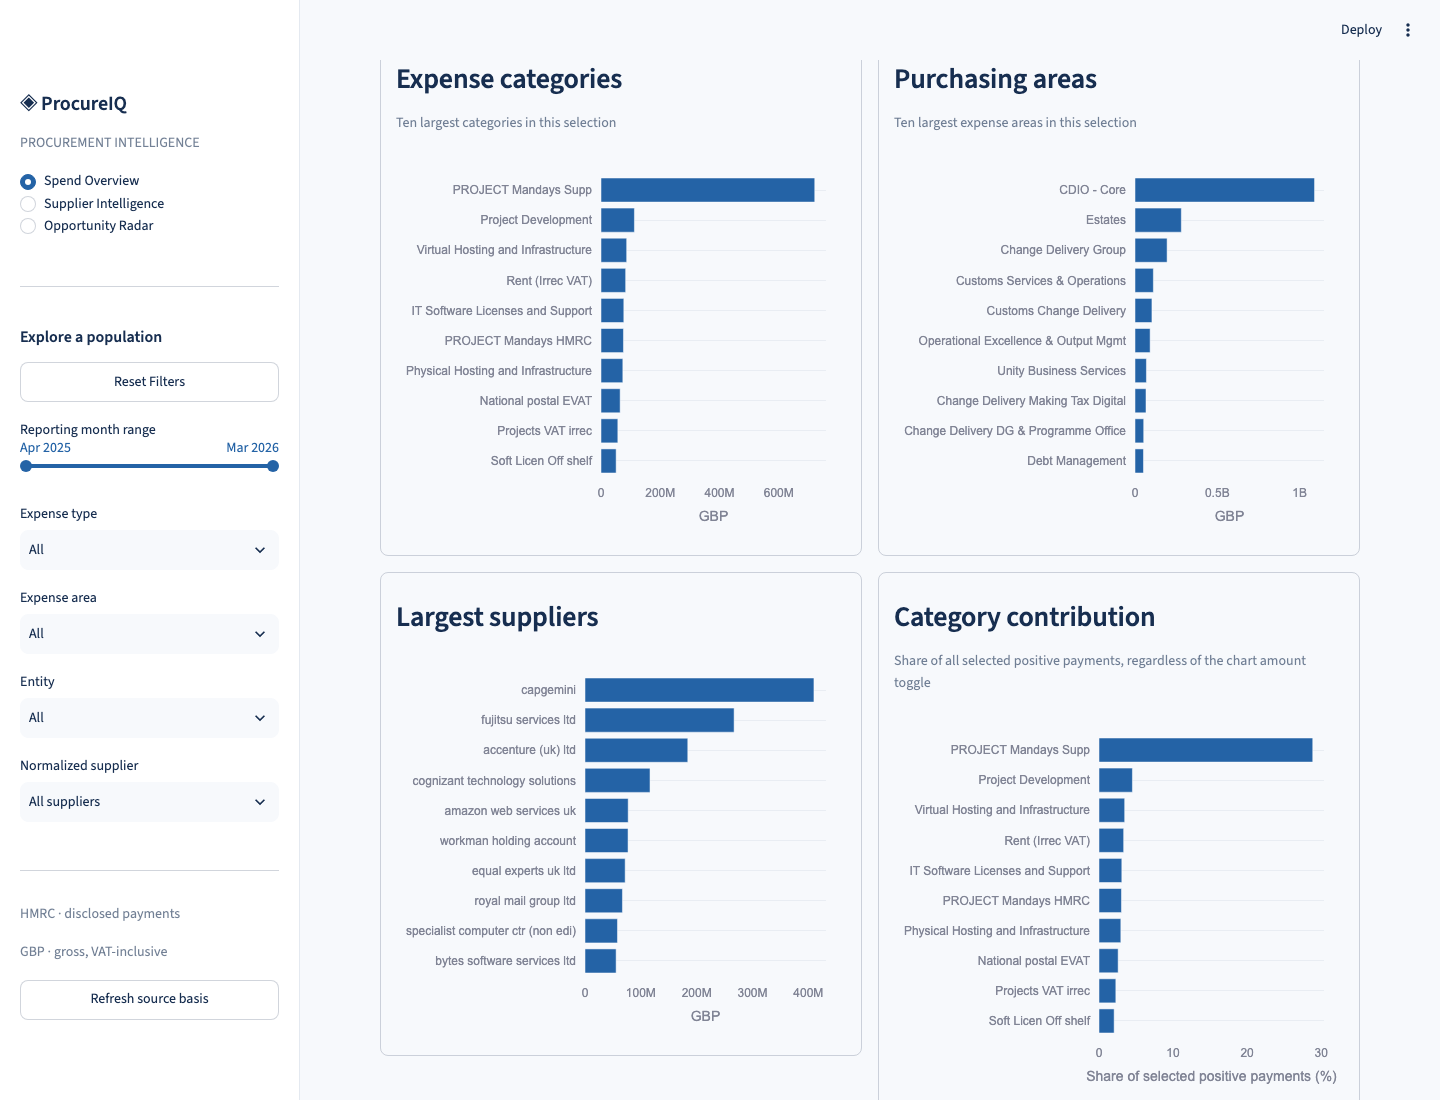 Deploy
ProcureIQ
PROCUREMENT INTELLIGENCE
Spend Overview
Supplier Intelligence
Opportunity Radar
Explore a population
Reset Filters
Reporting month range
Apr 2025 Mar 2026
Expense type
All
Expense area
All
Entity
All
Normalized supplier
All suppliers
HMRC · disclosed payments
GBP · gross, VAT-inclusive
Refresh source basis
Expense categories
Ten largest categories in this selection
PROJECT Mandays Supp
Project Development
Virtual Hosting and Infrastructure
Rent (Irrec VAT)
IT Software Licenses and Support
PROJECT Mandays HMRC
Physical Hosting and Infrastructure
National postal EVAT
Projects VAT irrec
Soft Licen Off shelf
0 200M 400M 600M
GBP
Purchasing areas
Ten largest expense areas in this selection
CDIO - Core
Estates
Change Delivery Group
Customs Services & Operations
Customs Change Delivery
Operational Excellence & Output Mgmt
Unity Business Services
Change Delivery Making Tax Digital
Change Delivery DG & Programme Office
Debt Management
0 0.5B 1B
GBP
Largest suppliers
capgemini
fujitsu services ltd
accenture (uk) ltd
cognizant technology solutions
amazon web services uk
workman holding account
equal experts uk ltd
royal mail group ltd
specialist computer ctr (non edi)
bytes software services ltd
0 100M 200M 300M 400M
GBP
Category contribution
Share of all selected positive payments, regardless of the chart amount
toggle
PROJECT Mandays Supp
Project Development
Virtual Hosting and Infrastructure
Rent (Irrec VAT)
IT Software Licenses and Support
PROJECT Mandays HMRC
Physical Hosting and Infrastructure
National postal EVAT
Projects VAT irrec
Soft Licen Off shelf
0 10 20 30
Share of selected positive payments (%)